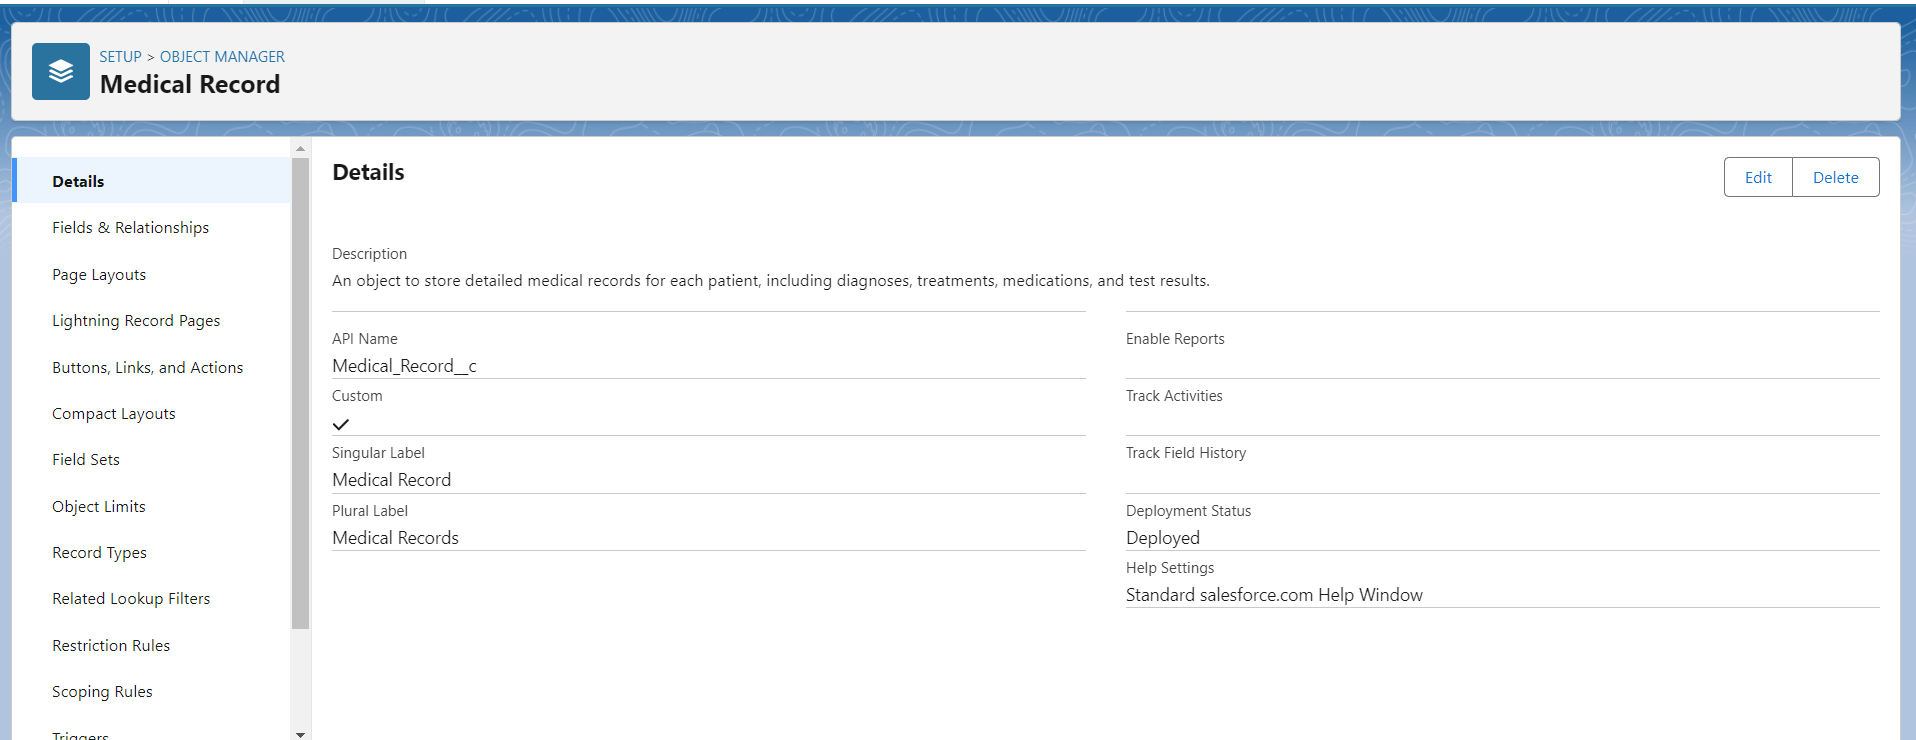 SETUP > OBJECT MANAGER
Medical Record
Details
Fields & Relationships
Page Layouts
Lightning Record Pages
Buttons, Links, and Actions
Compact Layouts
Field Sets
Object Limits
Record Types
Related Lookup Filters
Restriction Rules
Scoping Rules
Triggers
Details
Edit
Delete
Description
An object to store detailed medical records for each patient, including diagnoses, treatments, medications, and test results.
API Name
Medical_Record__c
Custom
Singular Label
Medical Record
Plural Label
Medical Records
Enable Reports
Track Activities
Track Field History
Deployment Status
Deployed
Help Settings
Standard salesforce.com Help Window